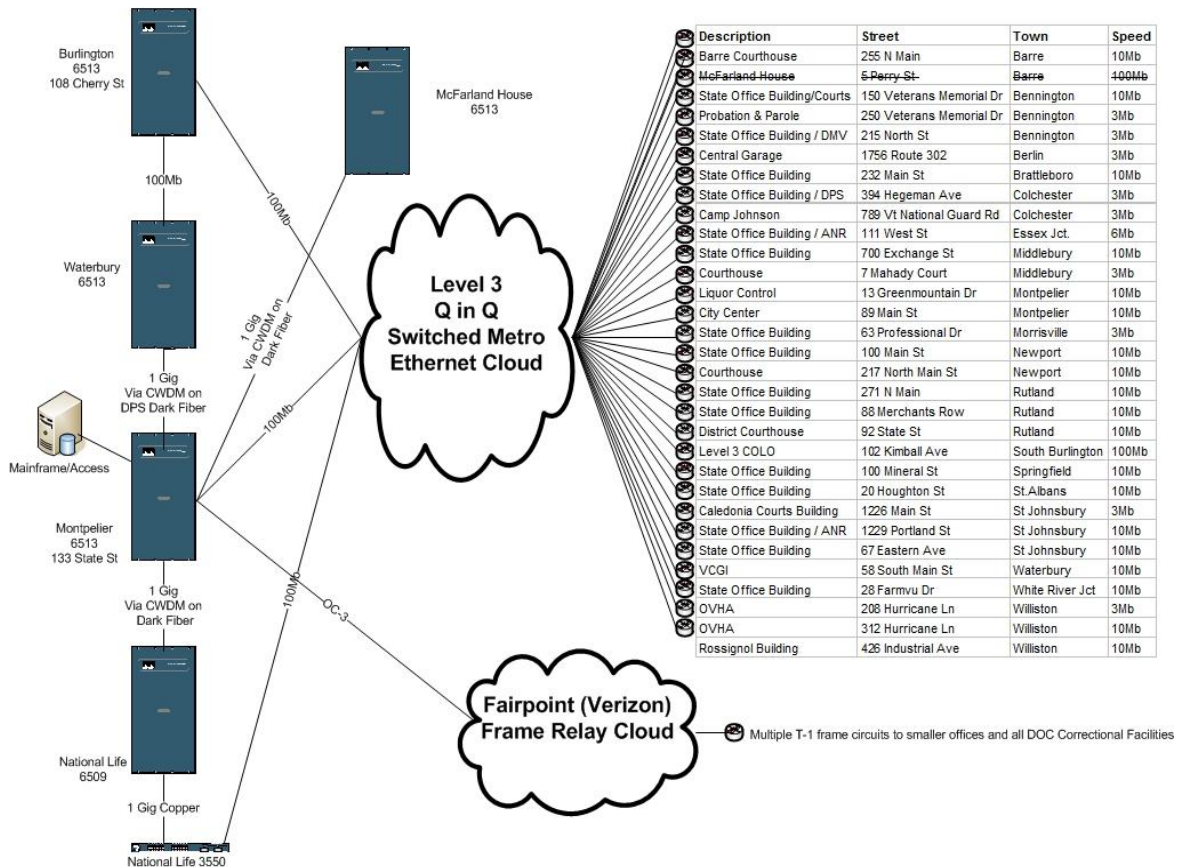 Burlington
6513
108 Cherry St
100Mb
Waterbury
6513
1 Gig
Via CWDM on
DPS Dark Fiber
Mainframe/Access
Montpelier
6513
133 State St
1 Gig
Via CWDM on
Dark Fiber
National Life
6509
1 Gig Copper
National Life 3550
McFarland House
6513
100Mb
1 Gig
Via CWDM on
Dark Fiber
100Mb
100Mb
OC-3
Level 3
Q in Q
Switched Metro
Ethernet Cloud
Fairpoint (Verizon)
Frame Relay Cloud
Multiple T-1 frame circuits to smaller offices and all DOC Correctional Facilities
Description Street Town Speed
Barre Courthouse 255 N Main Barre 10Mb
McFarland House 5 Perry St Barre 100Mb
State Office Building/Courts 150 Veterans Memorial Dr Bennington 10Mb
Probation & Parole 250 Veterans Memorial Dr Bennington 3Mb
State Office Building / DMV 215 North St Bennington 3Mb
Central Garage 1756 Route 302 Berlin 3Mb
State Office Building 232 Main St Brattleboro 10Mb
State Office Building / DPS 394 Hegeman Ave Colchester 3Mb
Camp Johnson 789 Vt National Guard Rd Colchester 3Mb
State Office Building / ANR 111 West St Essex Jct. 6Mb
State Office Building 700 Exchange St Middlebury 10Mb
Courthouse 7 Mahady Court Middlebury 3Mb
Liquor Control 13 Greenmountain Dr Montpelier 10Mb
City Center 89 Main St Montpelier 10Mb
State Office Building 63 Professional Dr Morrisville 3Mb
State Office Building 100 Main St Newport 10Mb
Courthouse 217 North Main St Newport 10Mb
State Office Building 271 N Main Rutland 10Mb
State Office Building 88 Merchants Row Rutland 10Mb
District Courthouse 92 State St Rutland 10Mb
Level 3 COLO 102 Kimball Ave South Burlington 100Mb
State Office Building 100 Mineral St Springfield 10Mb
State Office Building 20 Houghton St St.Albans 10Mb
Caledonia Courts Building 1226 Main St St Johnsbury 3Mb
State Office Building / ANR 1229 Portland St St Johnsbury 10Mb
State Office Building 67 Eastern Ave St Johnsbury 10Mb
VCGI 58 South Main St Waterbury 10Mb
State Office Building 28 Farmvu Dr White River Jct 10Mb
OVHA 208 Hurricane Ln Williston 3Mb
OVHA 312 Hurricane Ln Williston 10Mb
Rossignol Building 426 Industrial Ave Williston 10Mb